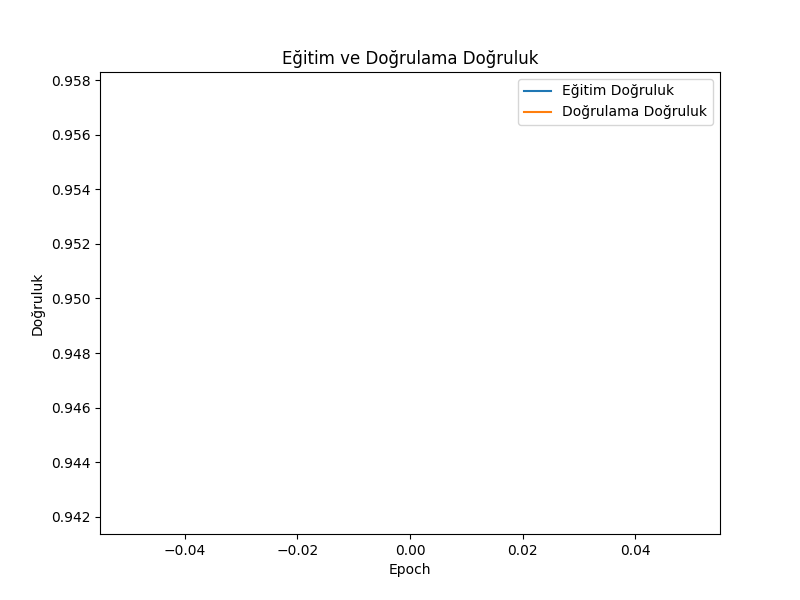 Eğitim ve Doğrulama Doğruluk
Eğitim Doğruluk
Doğrulama Doğruluk
Doğruluk
0.958
0.956
0.954
0.952
0.950
0.948
0.946
0.944
0.942
−0.04
−0.02
0.00
0.02
0.04
Epoch